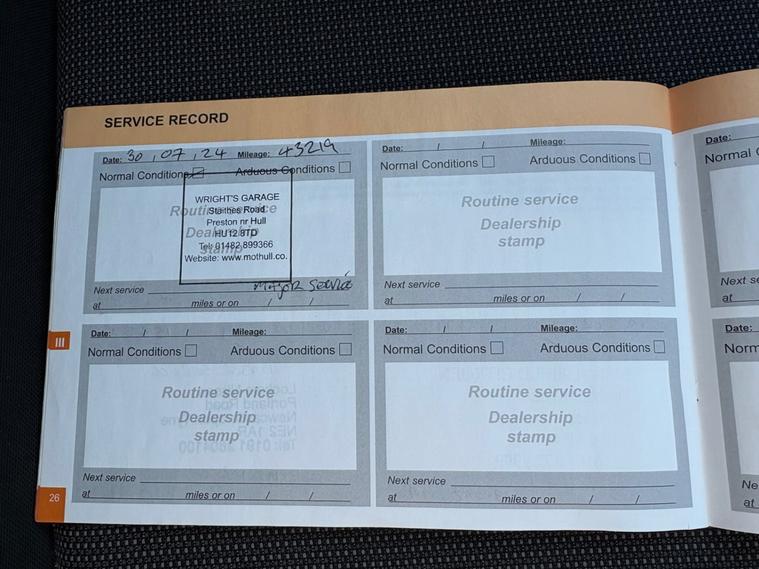 SERVICE RECORD
Date: 30 / 07 / 24 Mileage: 43219
Normal Conditions Arduous Conditions
WRIGHT'S GARAGE
Staithes Road
Preston nr Hull
HU12 8TD
Tel: 01482 899366
Website: www.mothull.co.
Routine service
Dealership
stamp
Next service Major Service
at miles or on / /
Date: / / Mileage:
Normal Conditions Arduous Conditions
Routine service
Dealership
stamp
Next service
at miles or on / /
Date: / / Mileage:
Normal Conditions Arduous Conditions
Routine service
Dealership
stamp
Next service
at miles or on / /
Date: / / Mileage:
Normal Conditions Arduous Conditions
Routine service
Dealership
stamp
Next service
at miles or on / /
III
26
Date:
Normal C
Next se
at
Date:
Norm
Ne
at